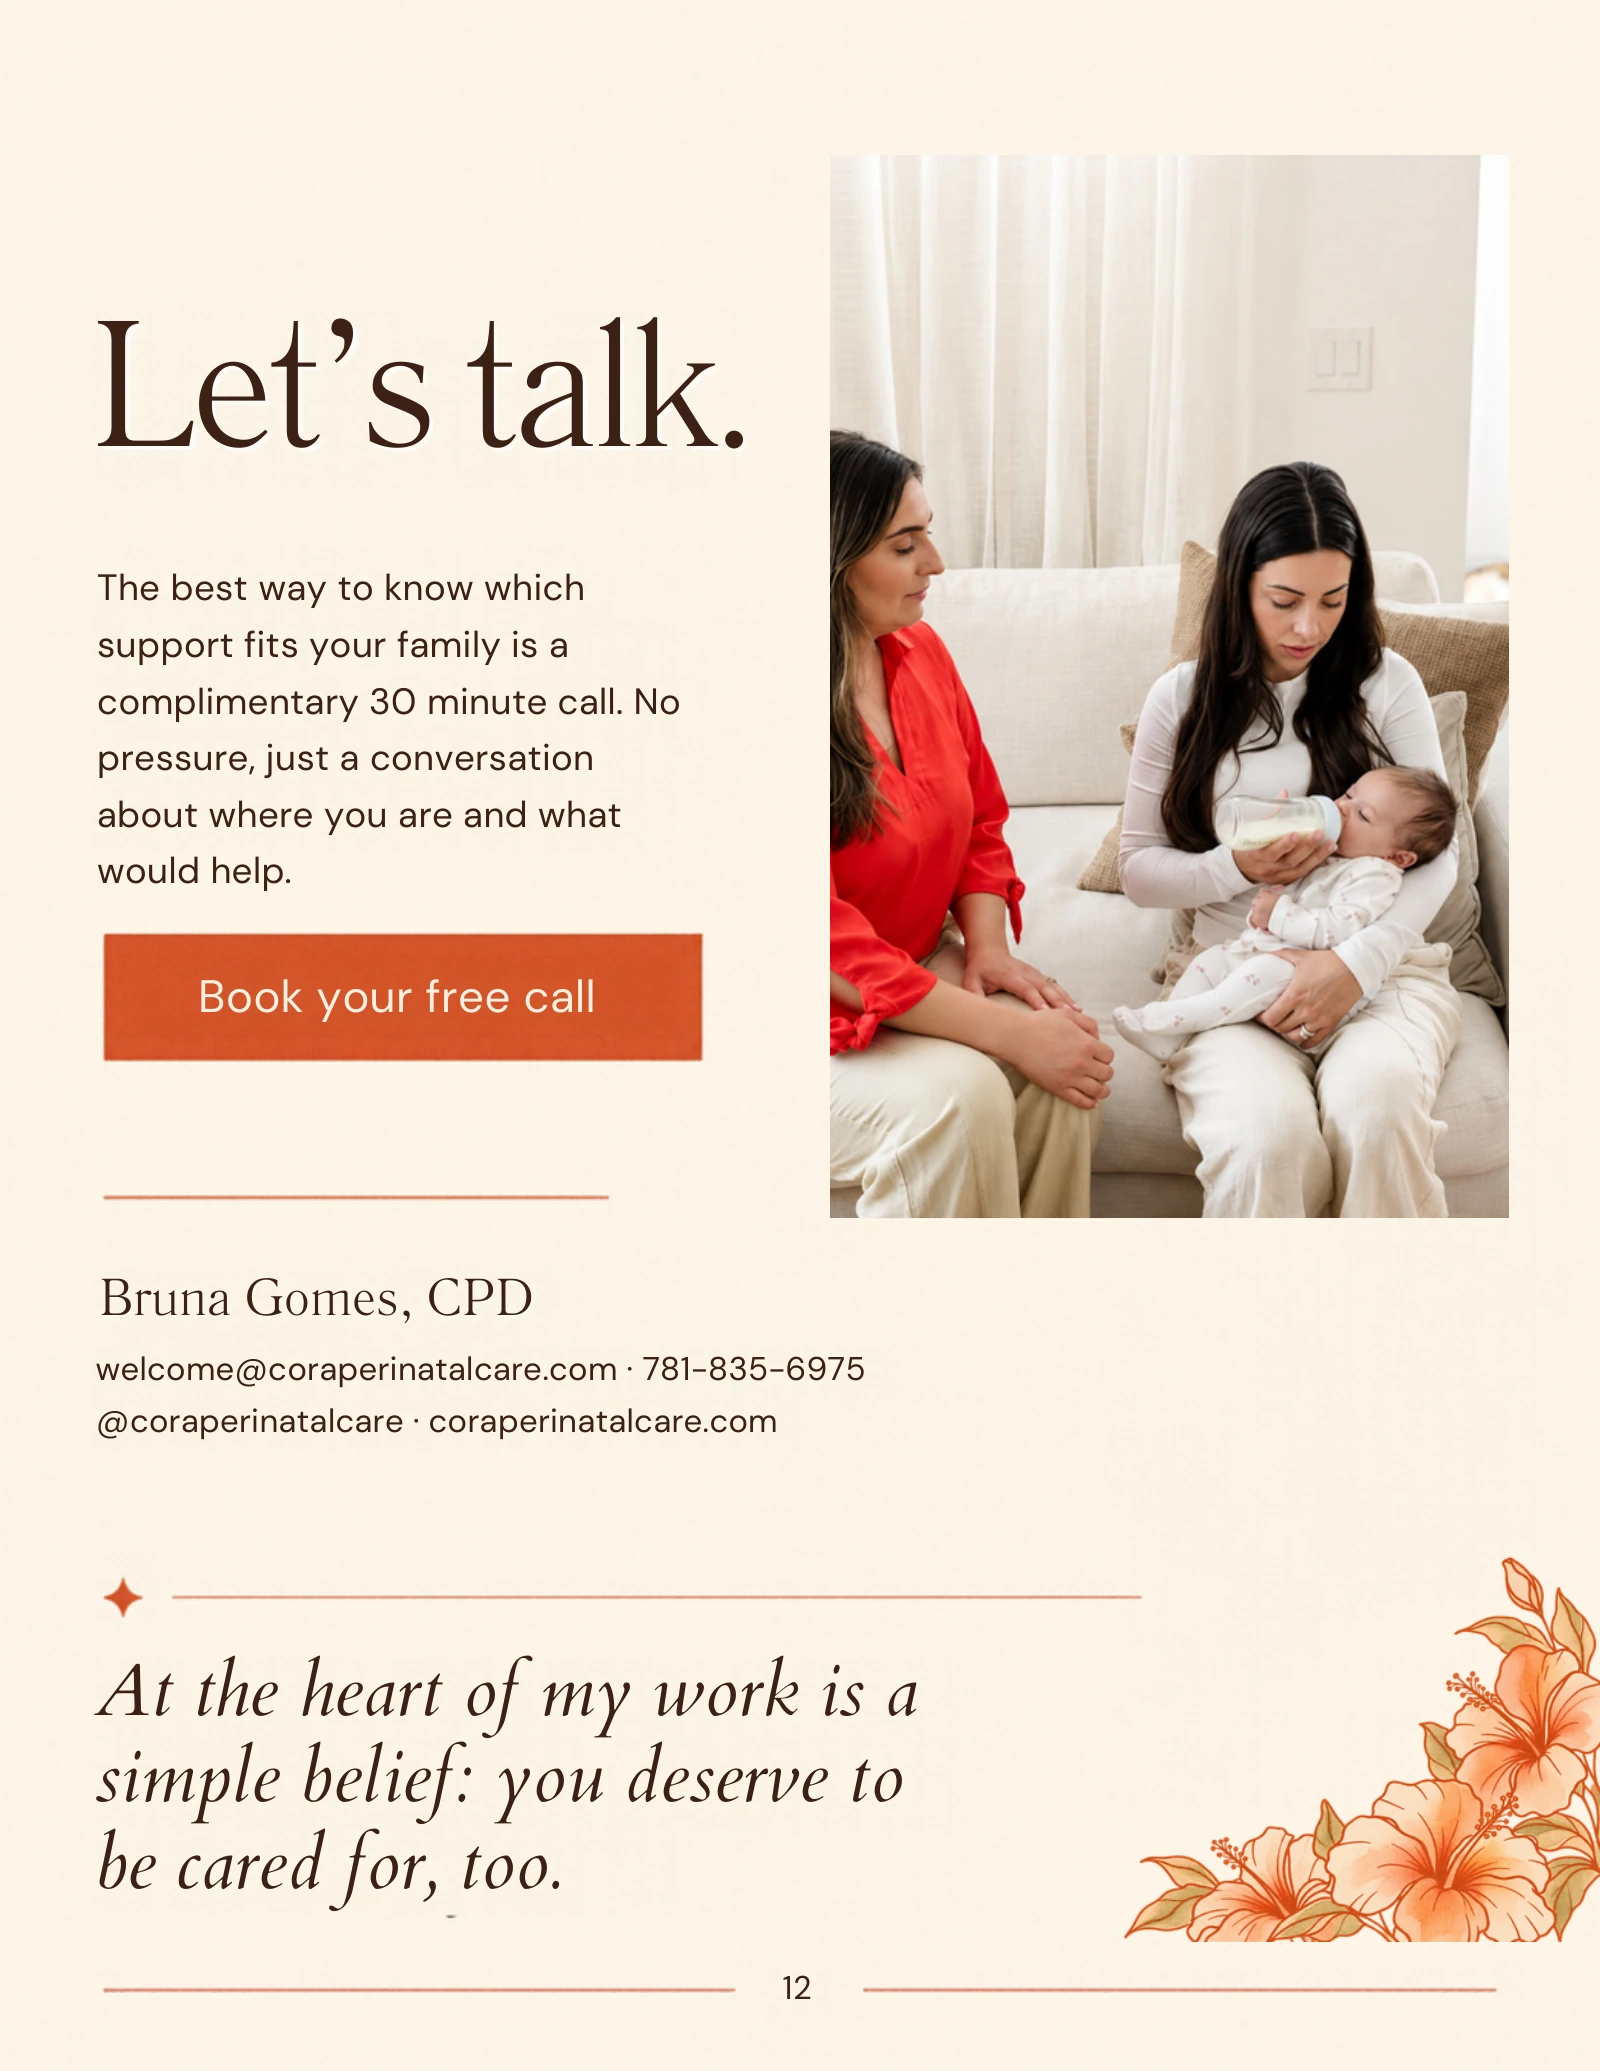 Let’s talk.
The best way to know which
support fits your family is a
complimentary 30 minute call. No
pressure, just a conversation
about where you are and what
would help.
Book your free call
Bruna Gomes, CPD
welcome@coraperinatalcare.com · 781-835-6975
@coraperinatalcare · coraperinatalcare.com
At the heart of my work is a
simple belief: you deserve to
be cared for, too.
12